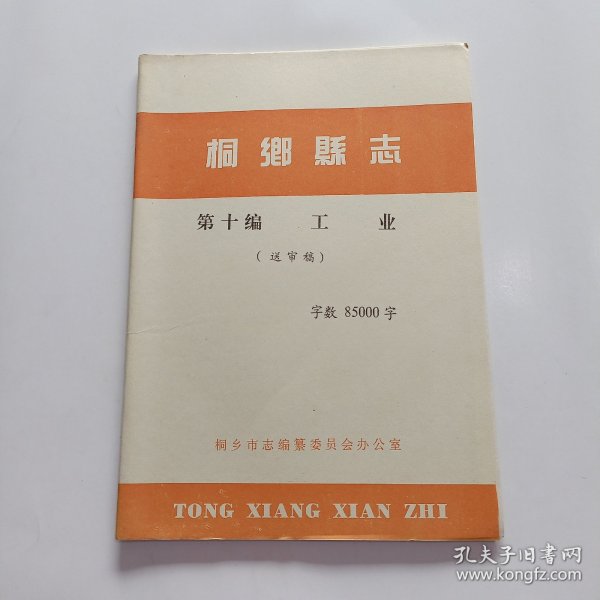 桐鄉縣志
第十编 工 业
(送审稿)
字数 85000 字
桐乡市志编纂委员会办公室
TONG XIANG XIAN ZHI
孔夫子旧书网
www.kongfz.com